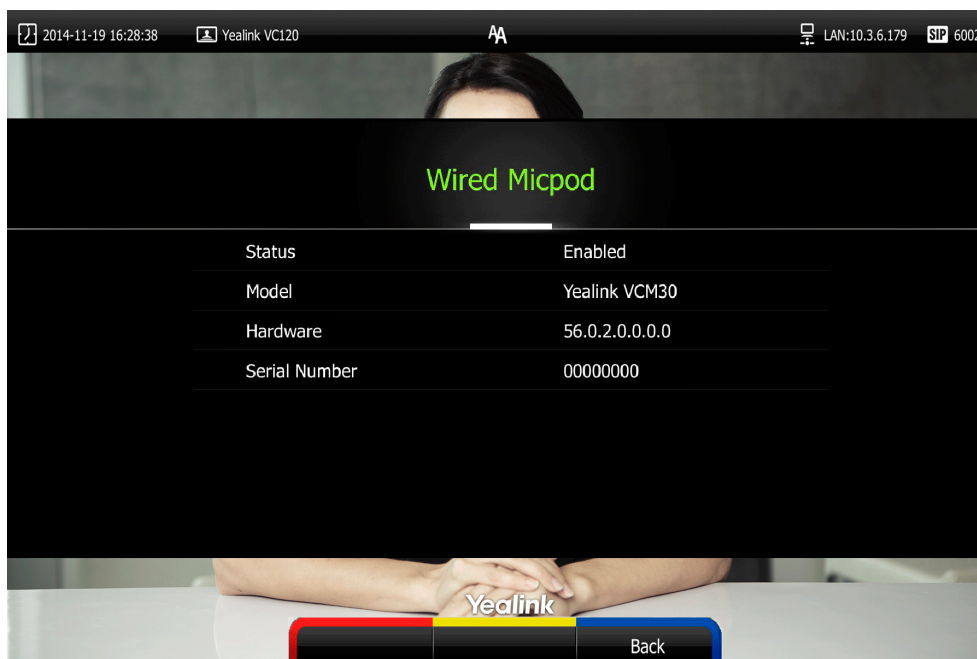 2014-11-19 16:28:38 Yealink VC120 AA LAN:10.3.6.179 SIP 6002
Wired Micpod
Status Enabled
Model Yealink VCM30
Hardware 56.0.2.0.0.0.0
Serial Number 00000000
Yealink
Back